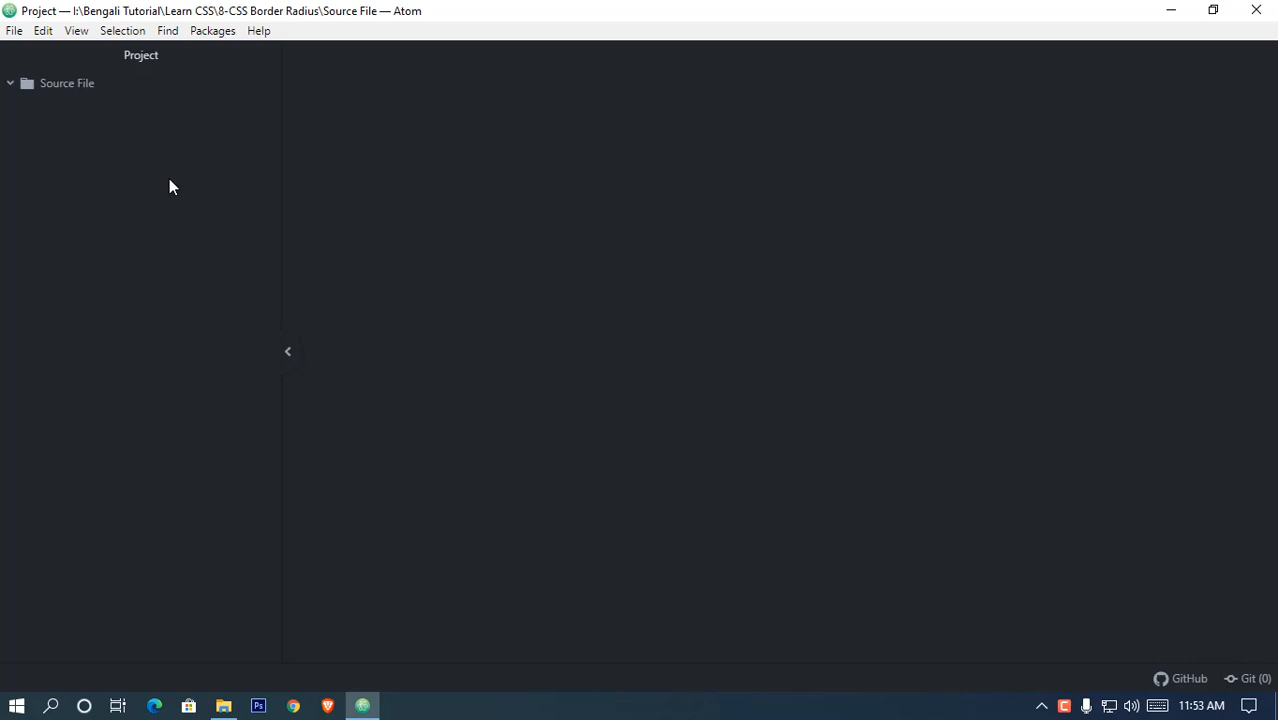 Project — I:\Bengali Tutorial\Learn CSS\8-CSS Border Radius\Source File — Atom
File Edit View Selection Find Packages Help
Project
Source File
GitHub Git (0)
Ps C 11:53 AM